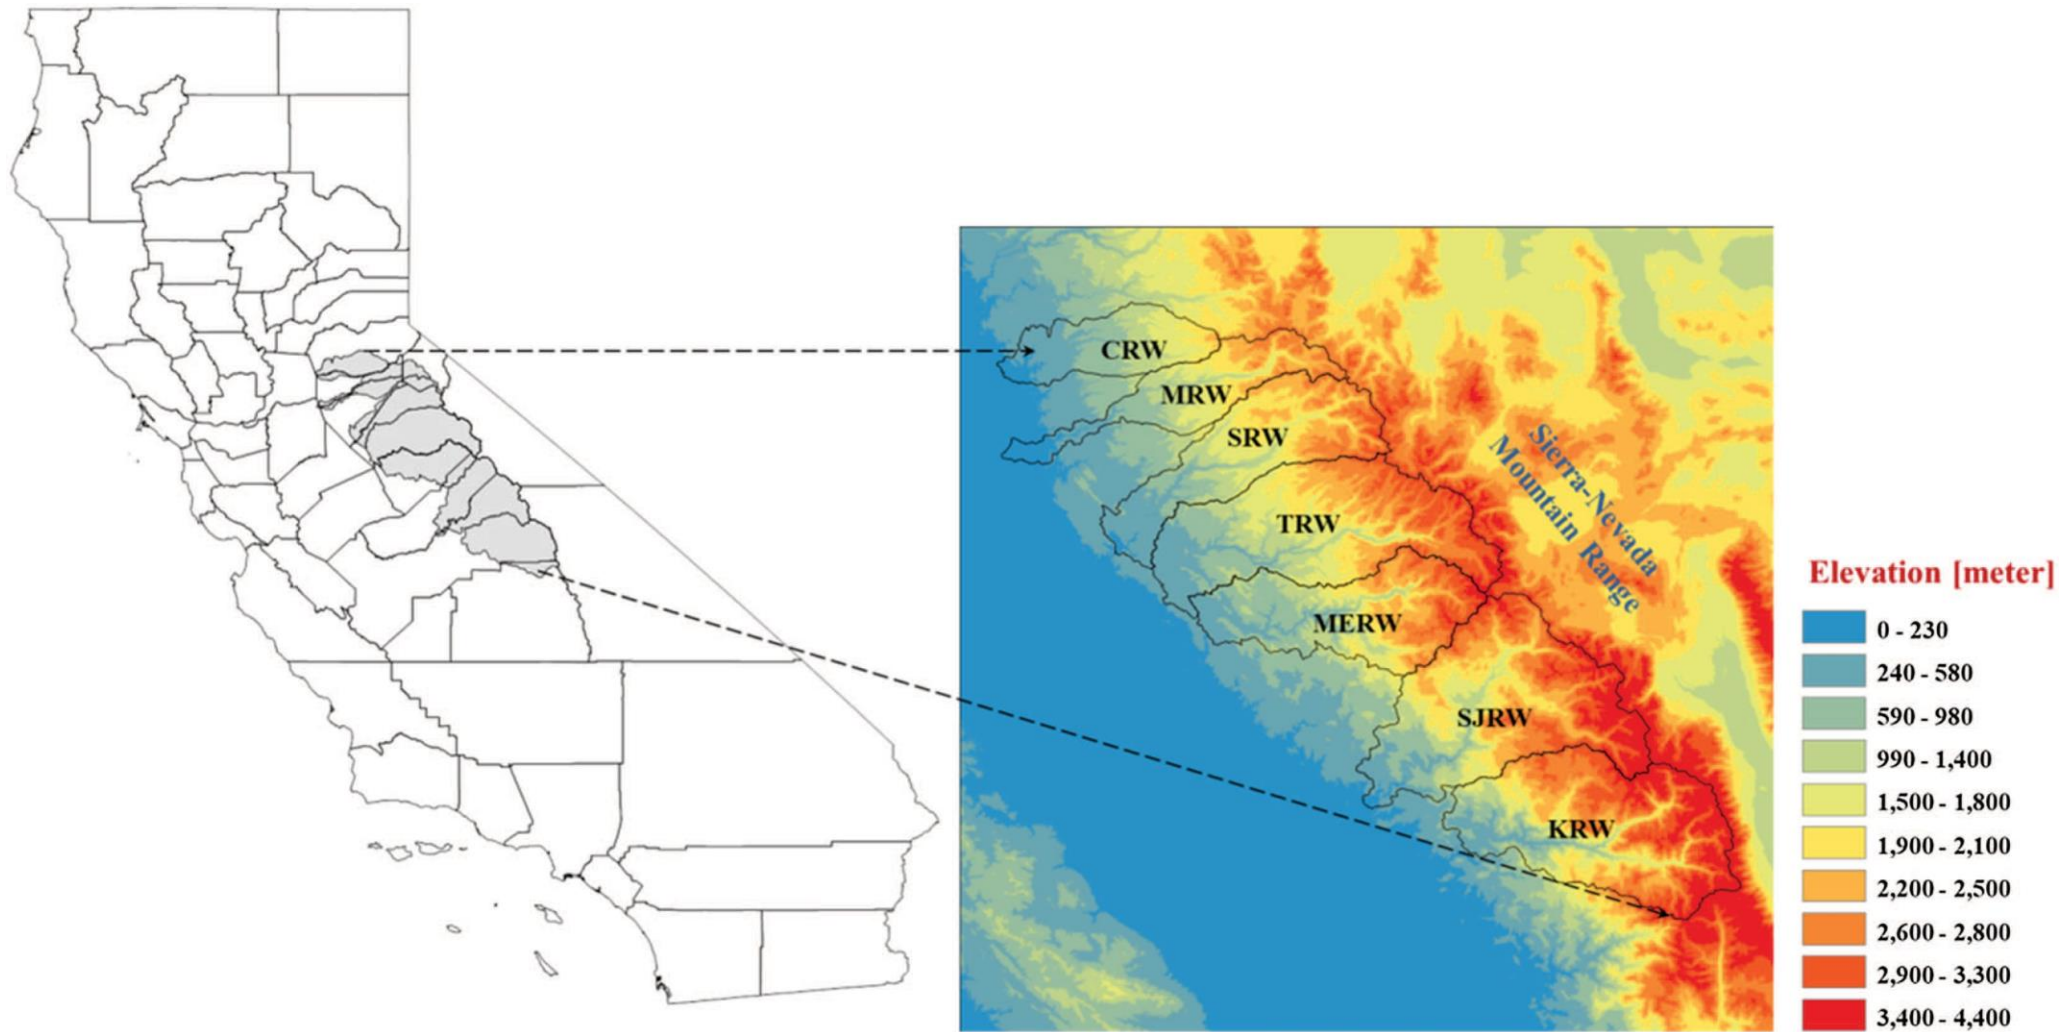 CRW
MRW
SRW
TRW
MERW
SJRW
KRW
Sierra-Nevada
Mountain Range
Elevation [meter]
0 - 230
240 - 580
590 - 980
990 - 1,400
1,500 - 1,800
1,900 - 2,100
2,200 - 2,500
2,600 - 2,800
2,900 - 3,300
3,400 - 4,400